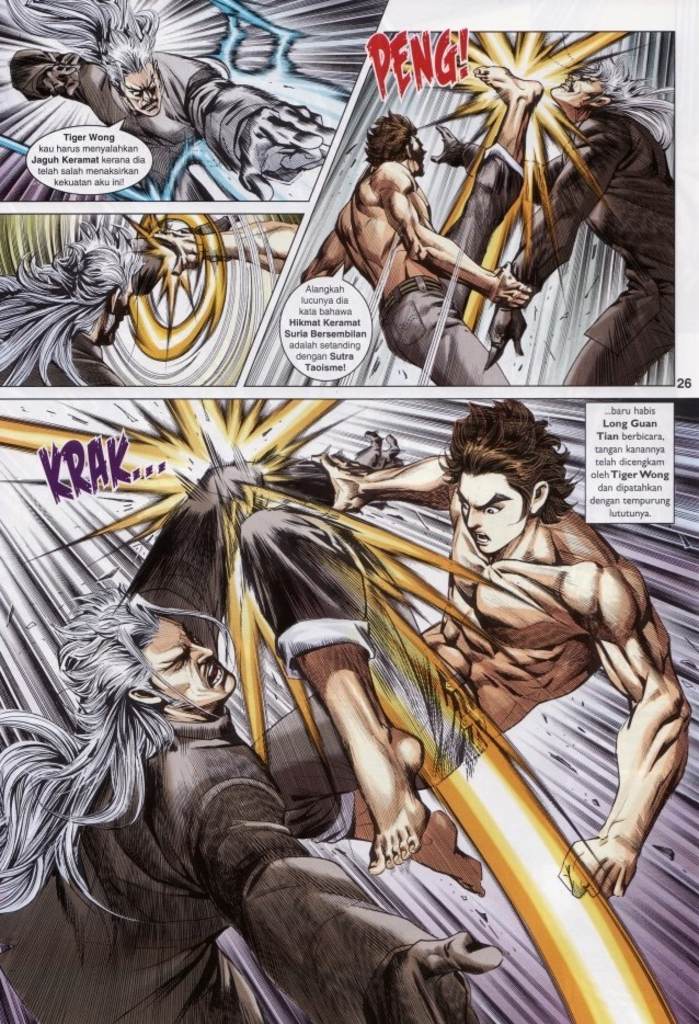 Tiger Wong
kau harus menyalahkan
Jaguh Keramat kerana dia
telah salah menaksirkan
kekuatan aku ini!
PENG!
Alangkah
lucunya dia
kata bahawa
Hikmat Keramat
Suria Bersembilan
adalah setanding
dengan Sutra
Taoisme!
26
KRAK...
...baru habis
Long Guan
Tian berbicara,
tangan kanannya
telah dicengkam
oleh Tiger Wong
dan dipatahkan
dengan tempurung
lututunya.